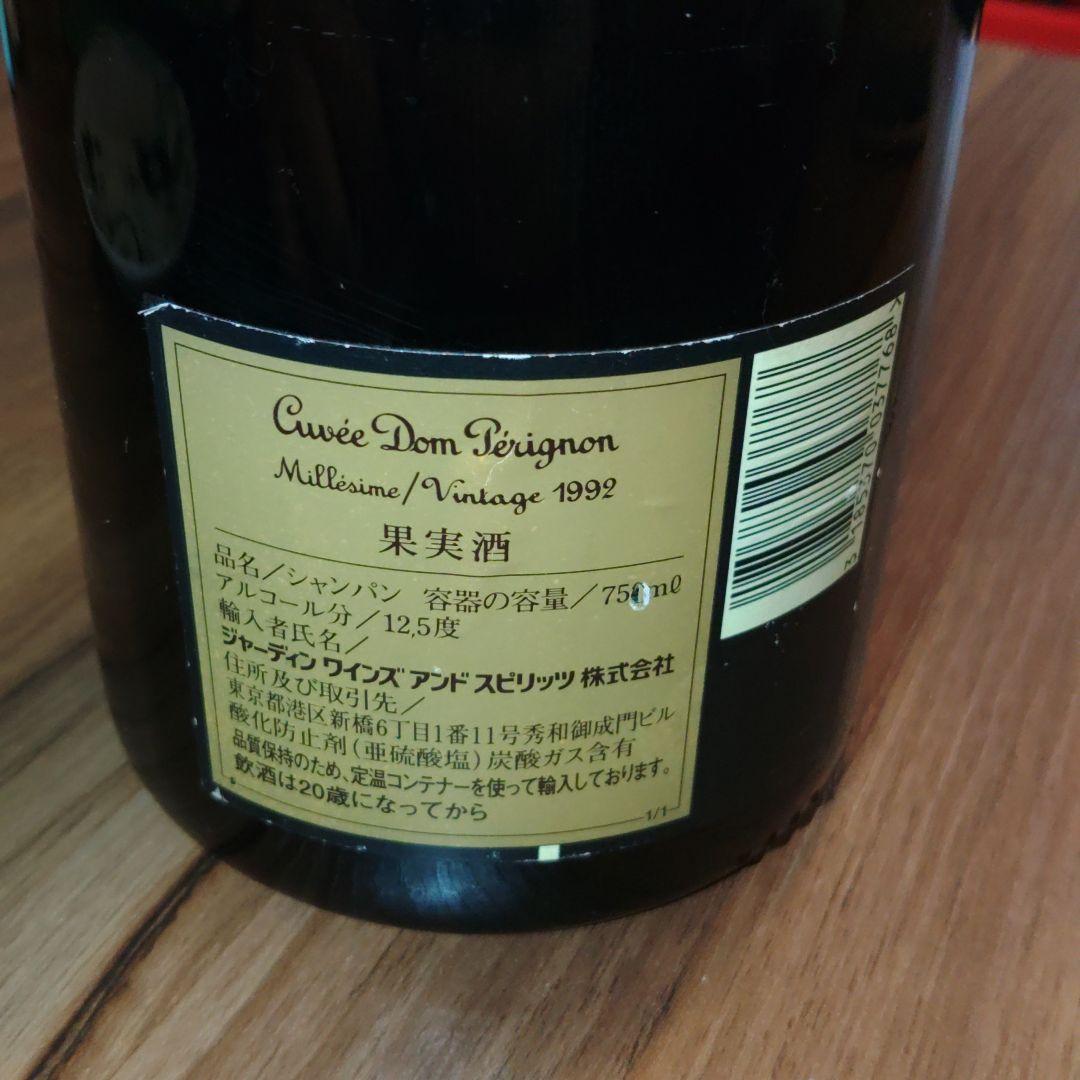 Cuvée Dom Pérignon
Millésime/Vintage 1992
果実酒
品名／シャンパン 容器の容量／750ml
アルコール分／12,5度
輸入者氏名／
ジャーディン ワインズ アンド スピリッツ 株式会社
住所及び取引先／
東京都港区新橋6丁目1番11号秀和御成門ビル
酸化防止剤(亜硫酸塩)炭酸ガス含有
品質保持のため、定温コンテナーを使って輸入しております。
飲酒は20歳になってから
1/1
3 185370 037768 >